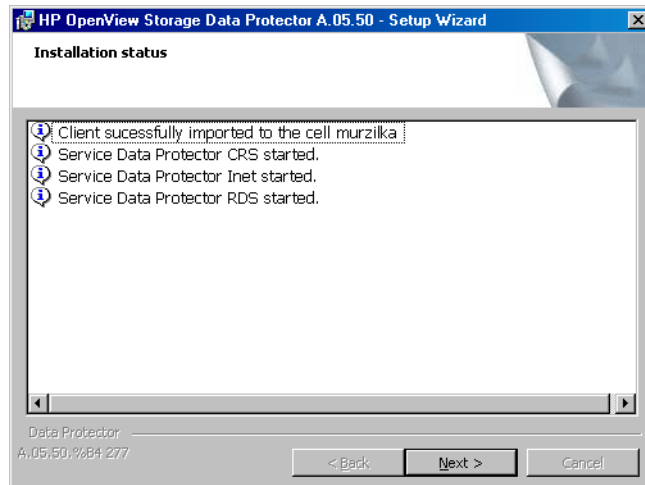 HP OpenView Storage Data Protector A.05.50 - Setup Wizard
Installation status
Client sucessfully imported to the cell murzilka
Service Data Protector CRS started.
Service Data Protector Inet started.
Service Data Protector RDS started.
Data Protector
A.05.50.%B4 277
< Back Next > Cancel